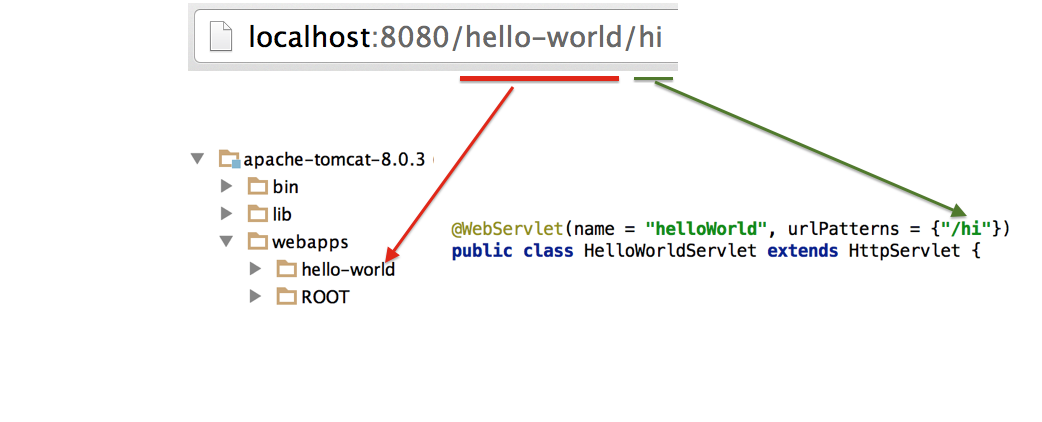 localhost:8080/hello-world/hi
apache-tomcat-8.0.3
bin
lib
webapps
hello-world
ROOT
@WebServlet(name = "helloWorld", urlPatterns = {"/hi"})
public class HelloWorldServlet extends HttpServlet {